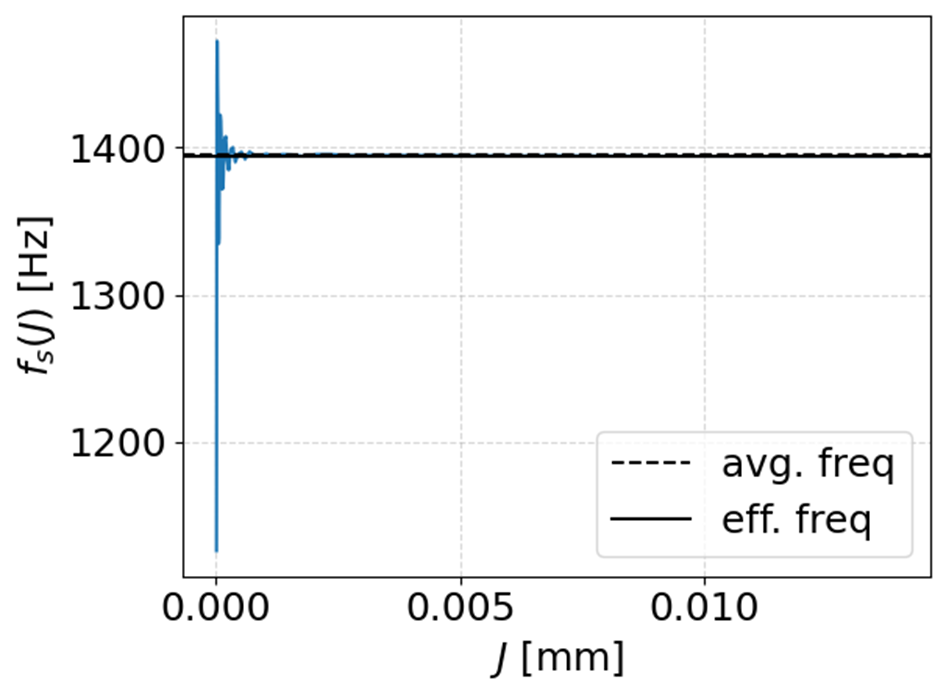 1400
1300
1200
f_s(J) [Hz]
avg. freq
eff. freq
0.000 0.005 0.010
J [mm]